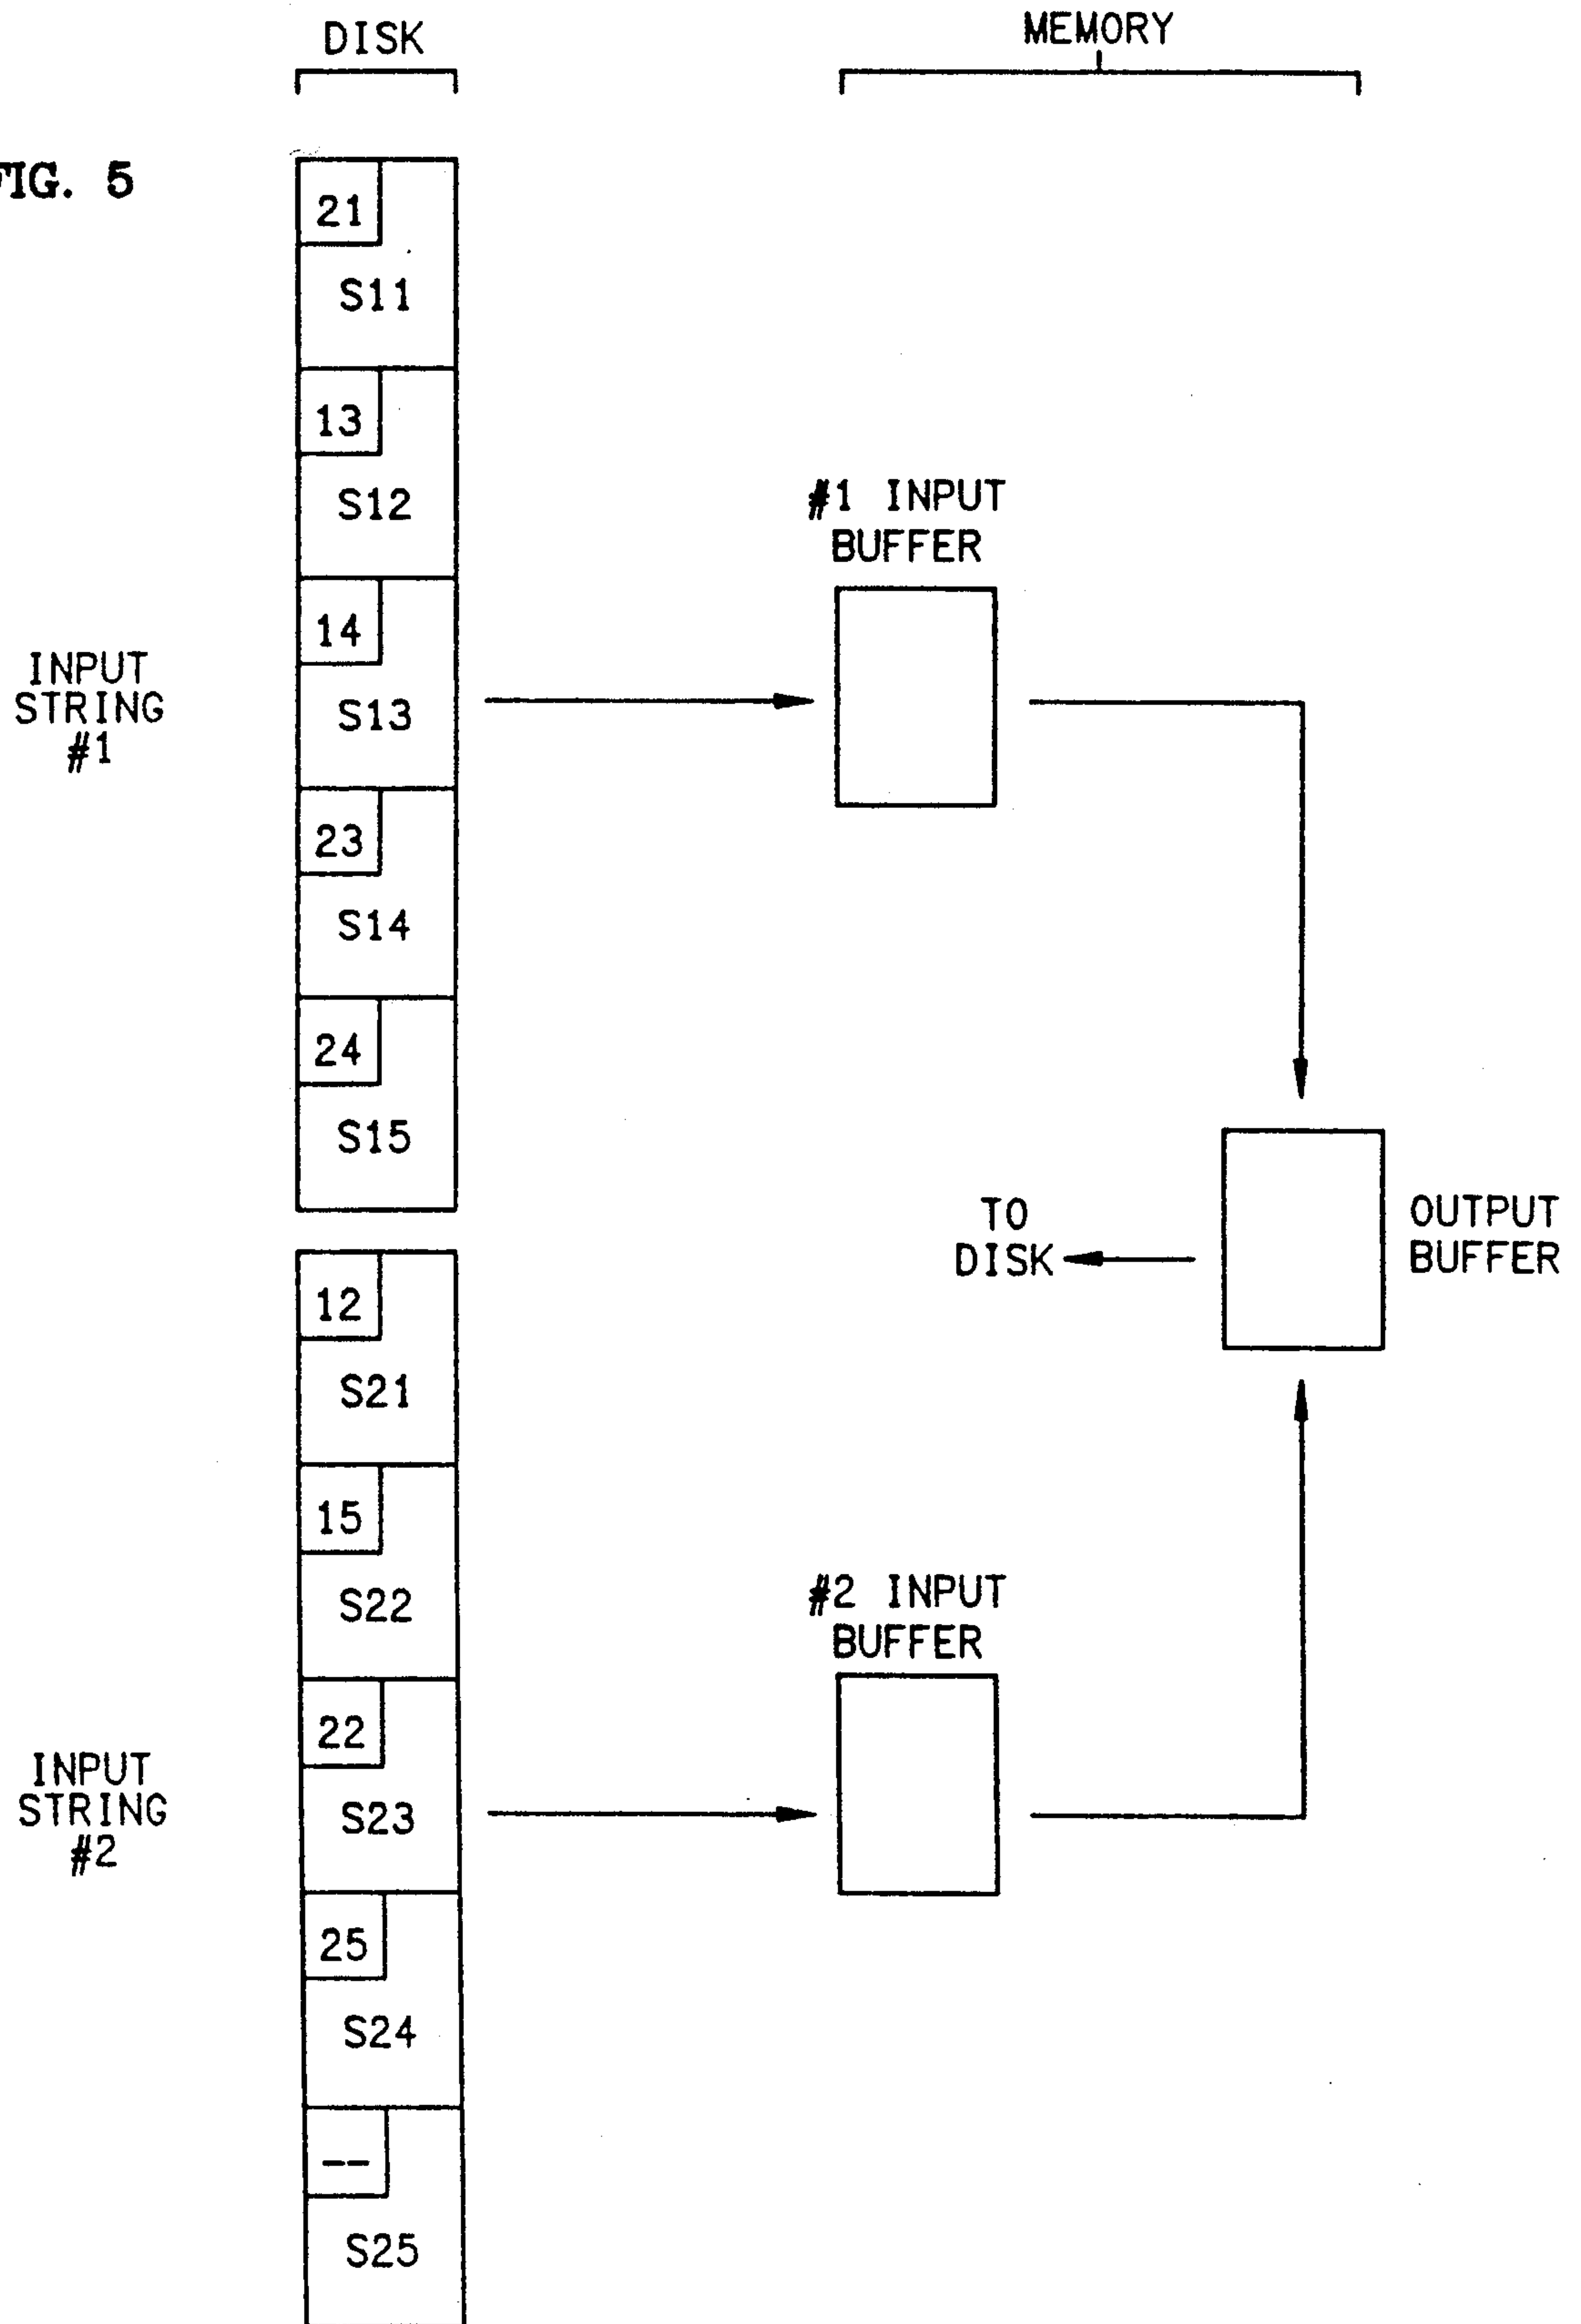 DISK
MEMORY
FIG. 5
21
S11
13
S12
14
S13
23
S14
24
S15
INPUT
STRING
#1
#1 INPUT
BUFFER
TO
DISK
OUTPUT
BUFFER
12
S21
15
S22
22
S23
25
S24
--
S25
INPUT
STRING
#2
#2 INPUT
BUFFER